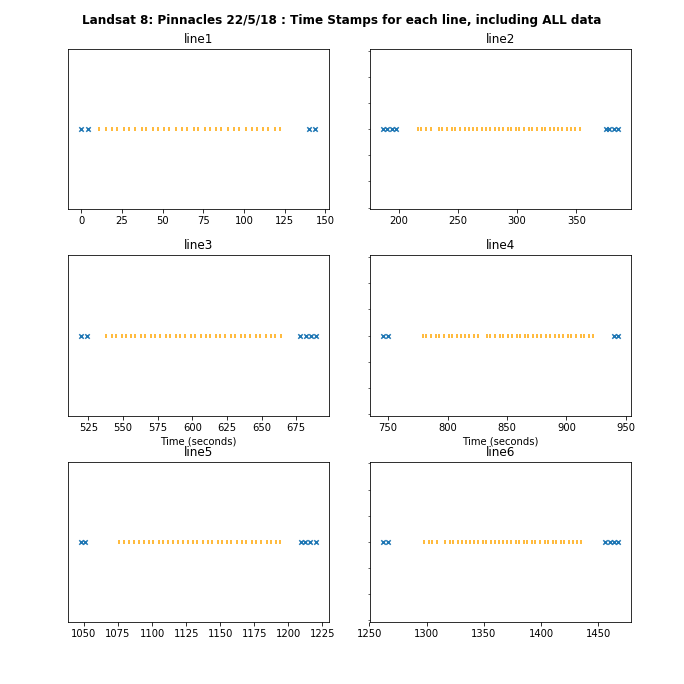 Landsat 8: Pinnacles 22/5/18 : Time Stamps for each line, including ALL data
line1
line2
0 25 50 75 100 125 150
200 250 300 350
line3
line4
525 550 575 600 625 650 675
750 800 850 900 950
Time (seconds)
Time (seconds)
line5
line6
1050 1075 1100 1125 1150 1175 1200 1225
1250 1300 1350 1400 1450